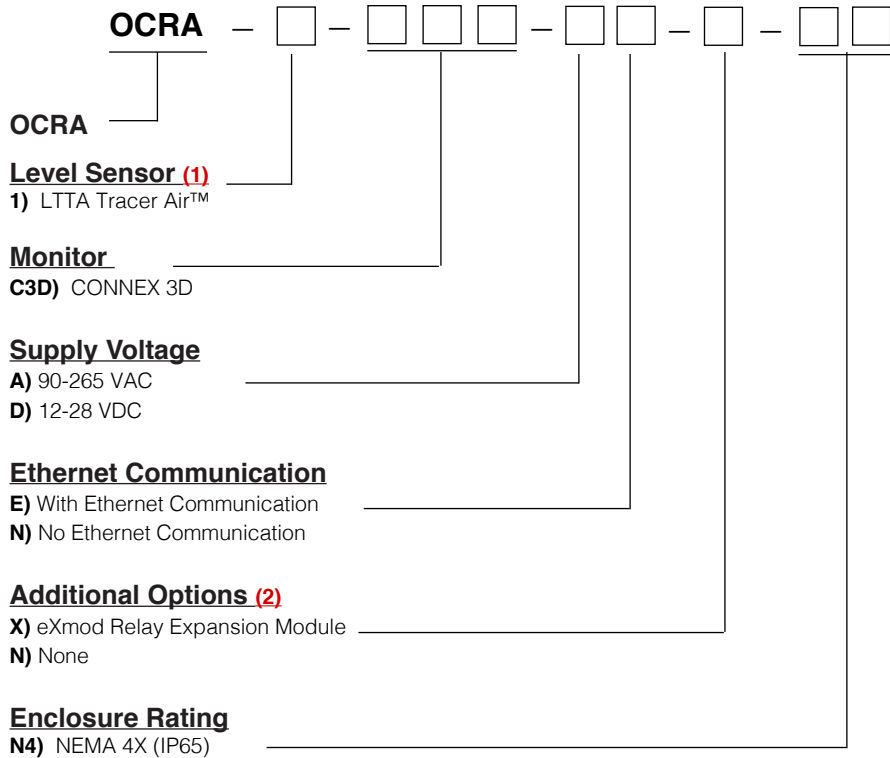 OCRA – □ – □ □ □ – □ □ – □ – □ □
OCRA
Level Sensor (1)
1) LTTA Tracer Air™
Monitor
C3D) CONNEX 3D
Supply Voltage
A) 90-265 VAC
D) 12-28 VDC
Ethernet Communication
E) With Ethernet Communication
N) No Ethernet Communication
Additional Options (2)
X) eXmod Relay Expansion Module
N) None
Enclosure Rating
N4) NEMA 4X (IP65)